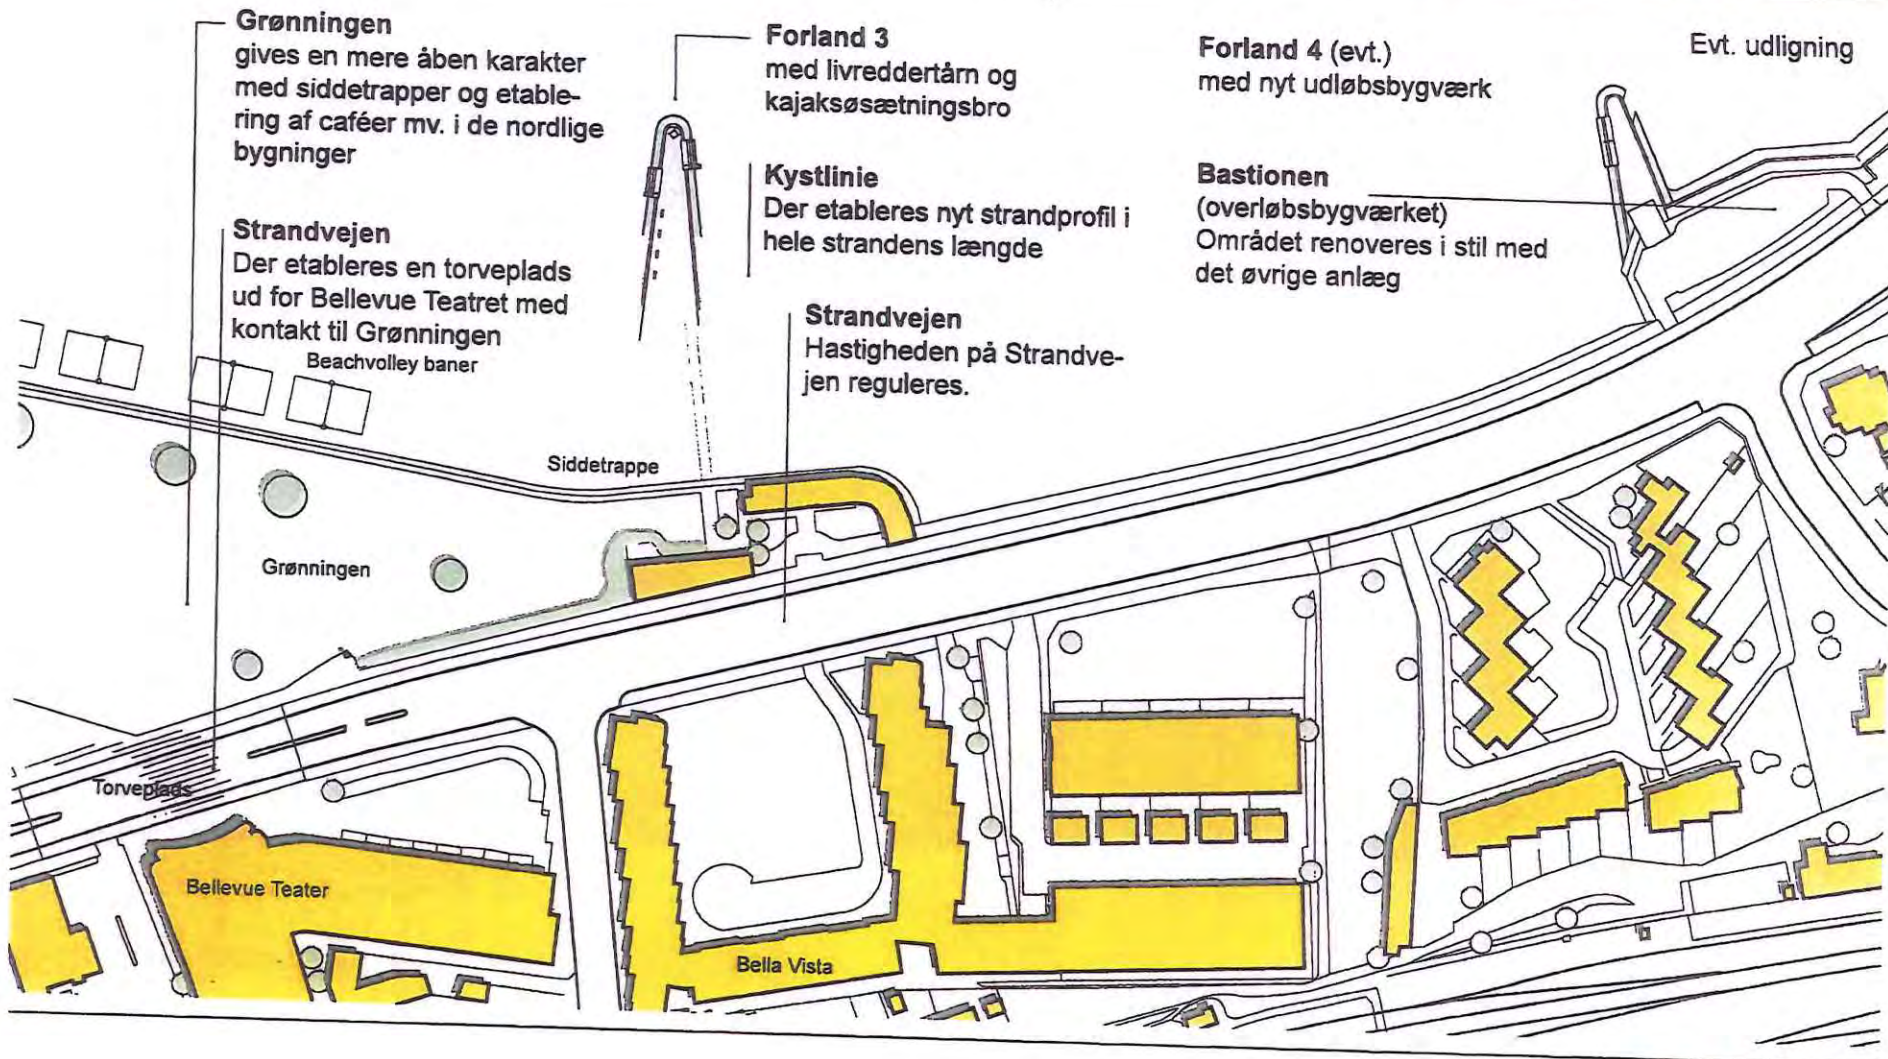 Grønningen
gives en mere åben karakter
med siddetrapper og etable-
ring af caféer mv. i de nordlige
bygninger
Forland 3
med livreddertårn og
kajaksøsætningsbro
Forland 4 (evt.)
med nyt udløbsbygværk
Evt. udligning
Strandvejen
Der etableres en torveplads
ud for Bellevue Teatret med
kontakt til Grønningen
Kystlinie
Der etableres nyt strandprofil i
hele strandens længde
Bastionen
(overløbsbygværket)
Området renoveres i stil med
det øvrige anlæg
Strandvejen
Hastigheden på Strandve-
jen reguleres.
Beachvolley baner
Siddetrappe
Grønningen
Torveplads
Bellevue Teater
Bella Vista